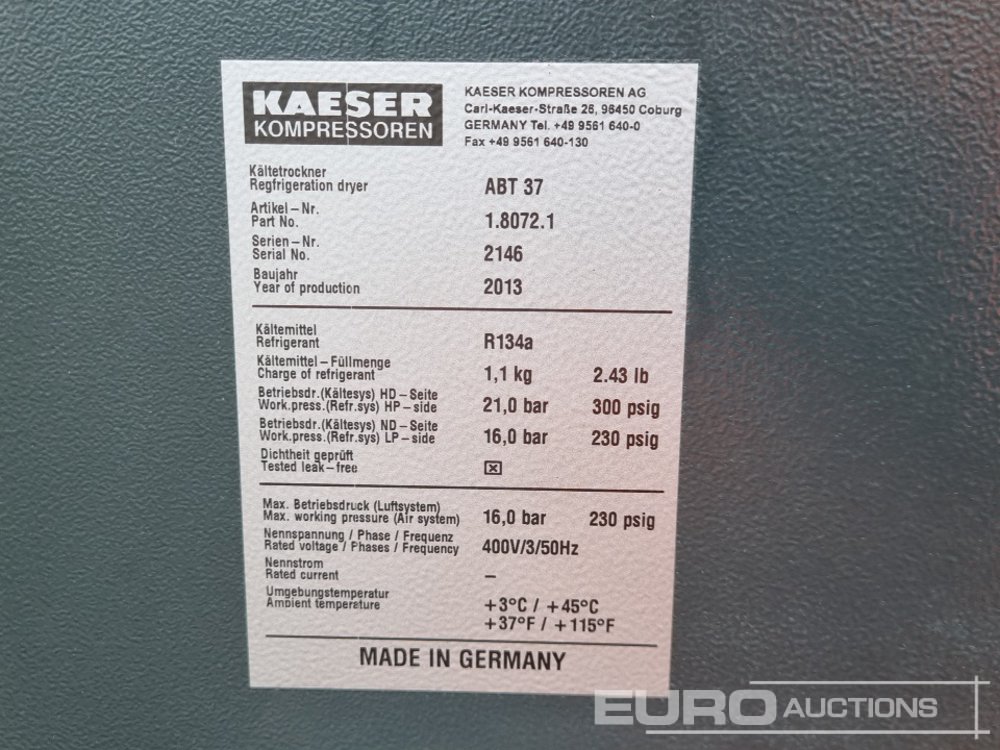 KAESER
KOMPRESSOREN
KAESER KOMPRESSOREN AG
Carl-Kaeser-Straße 26, 96450 Coburg
GERMANY Tel. +49 9561 640-0
Fax +49 9561 640-130
Kältetrockner
Regfrigeration dryer ABT 37
Artikel – Nr.
Part No. 1.8072.1
Serien – Nr.
Serial No. 2146
Baujahr
Year of production 2013
Kältemittel
Refrigerant R134a
Kältemittel – Füllmenge
Charge of refrigerant 1,1 kg 2.43 lb
Betriebsdr.(Kältesys) HD – Seite
Work.press.(Refr.sys) HP – side 21,0 bar 300 psig
Betriebsdr.(Kältesys) ND – Seite
Work.press.(Refr.sys) LP – side 16,0 bar 230 psig
Dichtheit geprüft
Tested leak – free ☒
Max. Betriebsdruck (Luftsystem)
Max. working pressure (Air system) 16,0 bar 230 psig
Nennspannung / Phase / Frequenz
Rated voltage / Phases / Frequency 400V/3/50Hz
Nennstrom
Rated current –
Umgebungstemperatur
Ambient temperature +3°C / +45°C
+37°F / +115°F
MADE IN GERMANY
EURO AUCTIONS